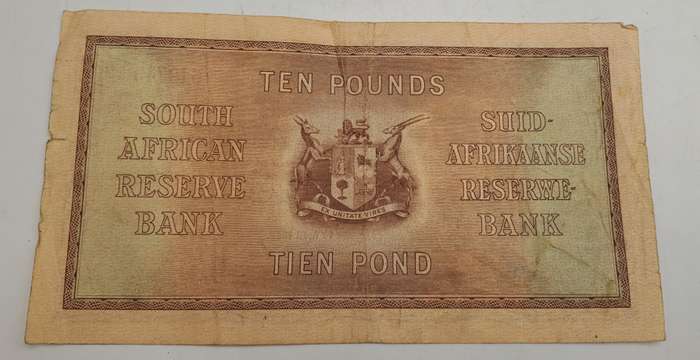 TEN POUNDS
SOUTH
AFRICAN
RESERVE
BANK
SUID-
AFRIKAANSE
RESERWE-
BANK
EX UNITATE VIRES
TIEN POND